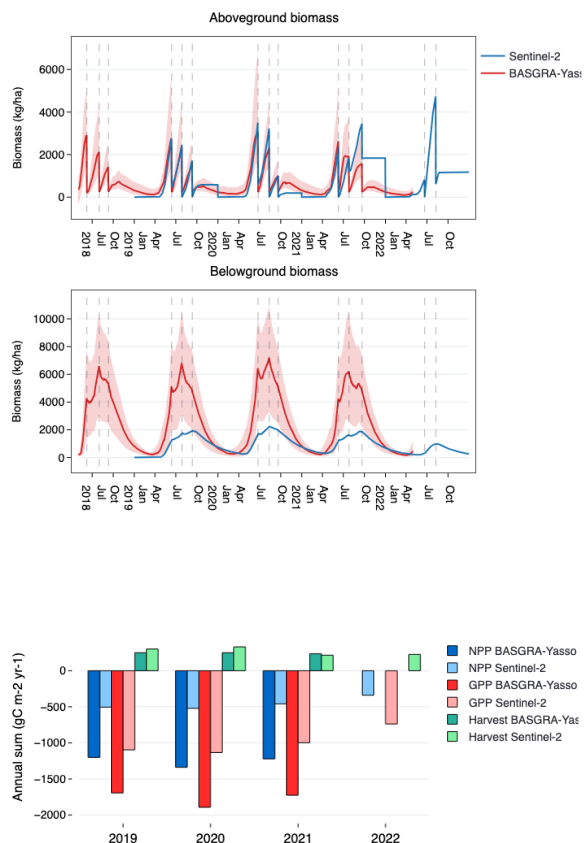 Aboveground biomass
Sentinel-2
BASGRA-Yass
Biomass (kg/ha)
6000
4000
2000
0
2018 Jul Oct 2019 Jan Apr Jul Oct 2020 Jan Apr Jul Oct 2021 Jan Apr Jul Oct 2022 Jan Apr Jul Oct
Belowground biomass
Biomass (kg/ha)
10000
8000
6000
4000
2000
0
2018 Jul Oct 2019 Jan Apr Jul Oct 2020 Jan Apr Jul Oct 2021 Jan Apr Jul Oct 2022 Jan Apr Jul Oct
NPP BASGRA-Yasso
NPP Sentinel-2
GPP BASGRA-Yasso
GPP Sentinel-2
Harvest BASGRA-Yas
Harvest Sentinel-2
Annual sum (gC m-2 yr-1)
0
−500
−1000
−1500
−2000
2019 2020 2021 2022